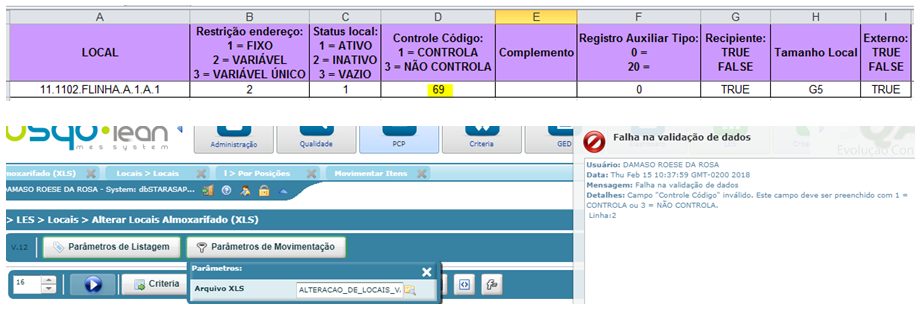 A B C D E F G H I
LOCAL
Restrição endereço:
1 = FIXO
2 = VARIÁVEL
3 = VARIÁVEL ÚNICO
Status local:
1 = ATIVO
2 = INATIVO
3 = VAZIO
Controle Código:
1 = CONTROLA
3 = NÃO CONTROLA
Complemento
Registro Auxiliar Tipo:
0 =
20 =
Recipiente:
TRUE
FALSE
Tamanho Local
Externo:
TRUE
FALSE
11.1102.FLINHA.A.1.A.1 2 1 69 0 TRUE G5 TRUE
lean
mes system
Administração
Qualidade
PCP
Criteria
GED
Evolução Con
moxarifado (XLS)
Locais > Locais
I > Por Posições
Movimentar Itens
DAMASO ROESE DA ROSA - System: dbSTARASAP...
> LES > Locais > Alterar Locais Almoxarifado (XLS)
V.12
Parâmetros de Listagem
Parâmetros de Movimentação
16
Criteria
Parâmetros:
Arquivo XLS
ALTERACAO_DE_LOCAIS_V.
Falha na validação de dados
Usuário: DAMASO ROESE DA ROSA
Data: Thu Feb 15 10:37:59 GMT-0200 2018
Mensagem: Falha na validação de dados
Detalhes: Campo "Controle Código" inválido. Este campo deve ser preenchido com 1 =
CONTROLA ou 3 = NÃO CONTROLA.
Linha:2